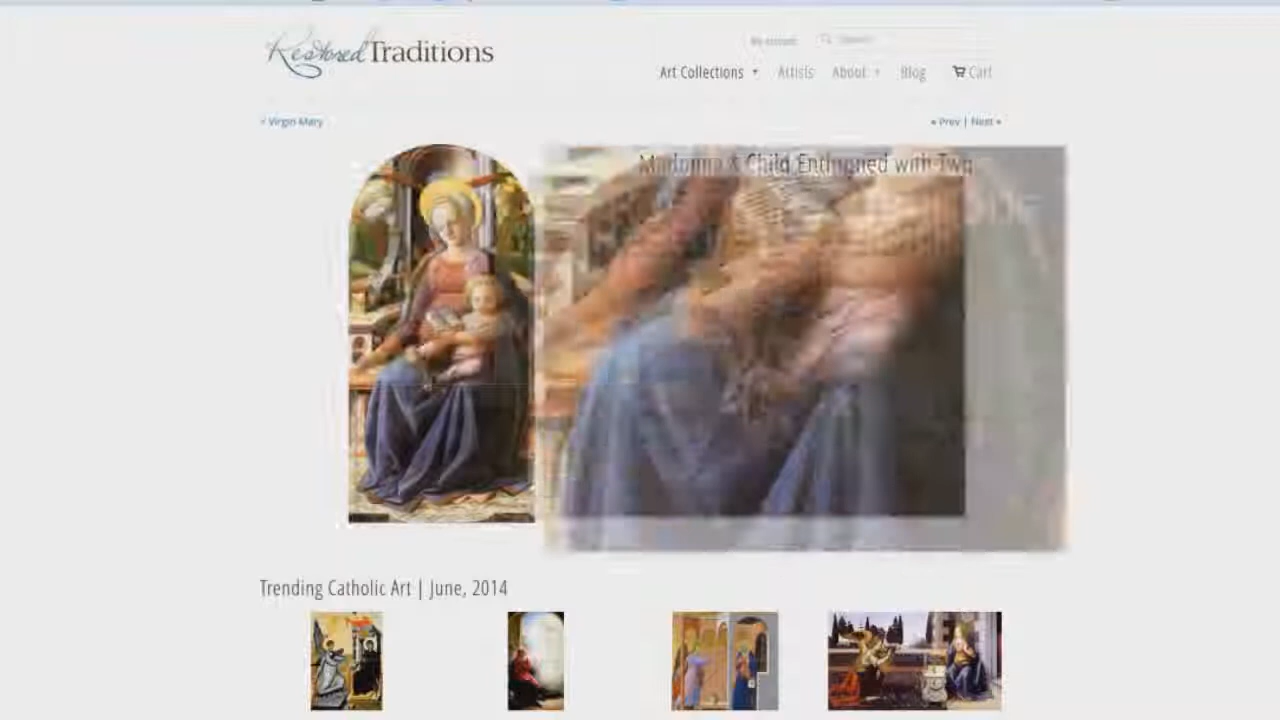 Restored Traditions
My Account
Search
Art Collections
Artists
About
Blog
Cart
< Virgin Mary
« Prev | Next »
Madonna & Child Enthroned with Two
Trending Catholic Art | June, 2014